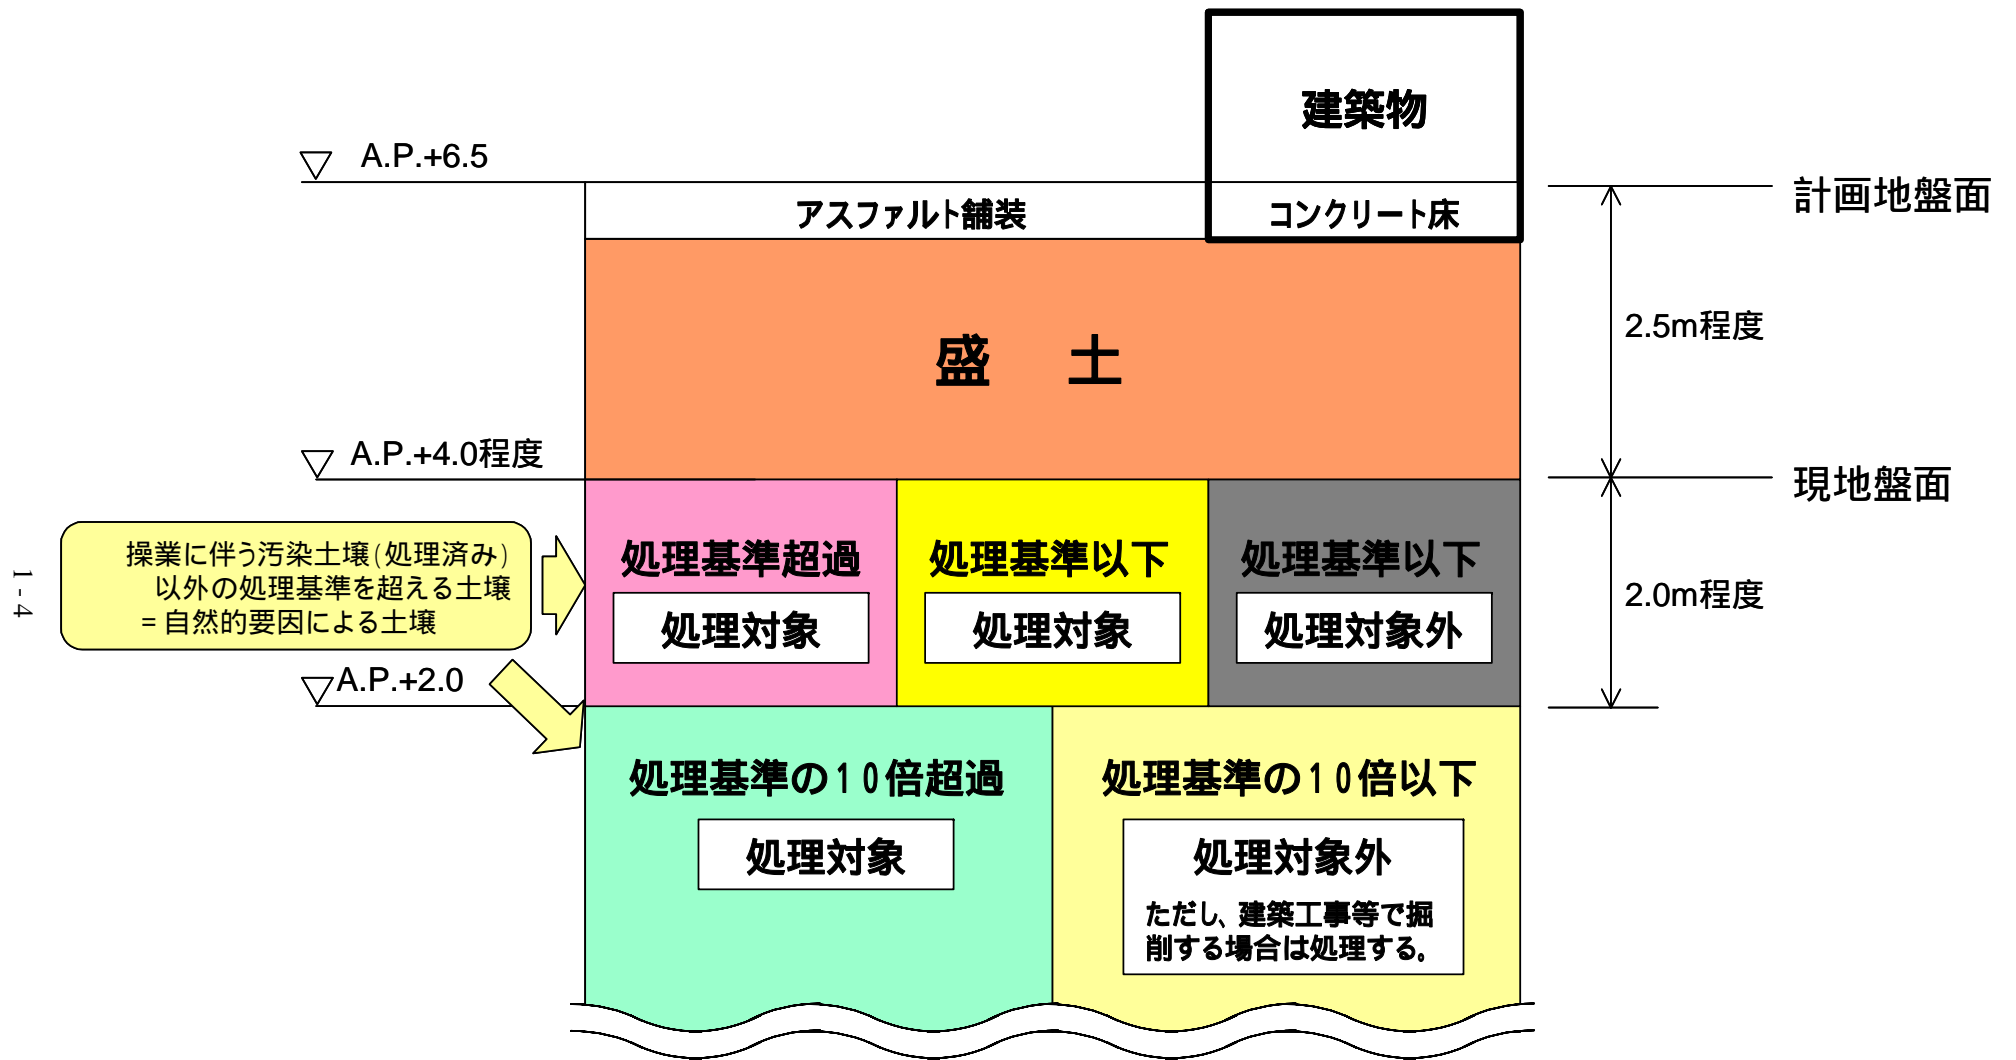 建築物
A.P.+6.5
計画地盤面
アスファルト舗装
コンクリート床
2.5m程度
盛 土
A.P.+4.0程度
現地盤面
処理基準超過
処理対象
処理基準以下
処理対象
処理基準以下
処理対象外
2.0m程度
操業に伴う汚染土壌(処理済み)
以外の処理基準を超える土壌
=自然的要因による土壌
1-4
A.P.+2.0
処理基準の10倍超過
処理対象
処理基準の10倍以下
処理対象外
ただし、建築工事等で掘
削する場合は処理する。